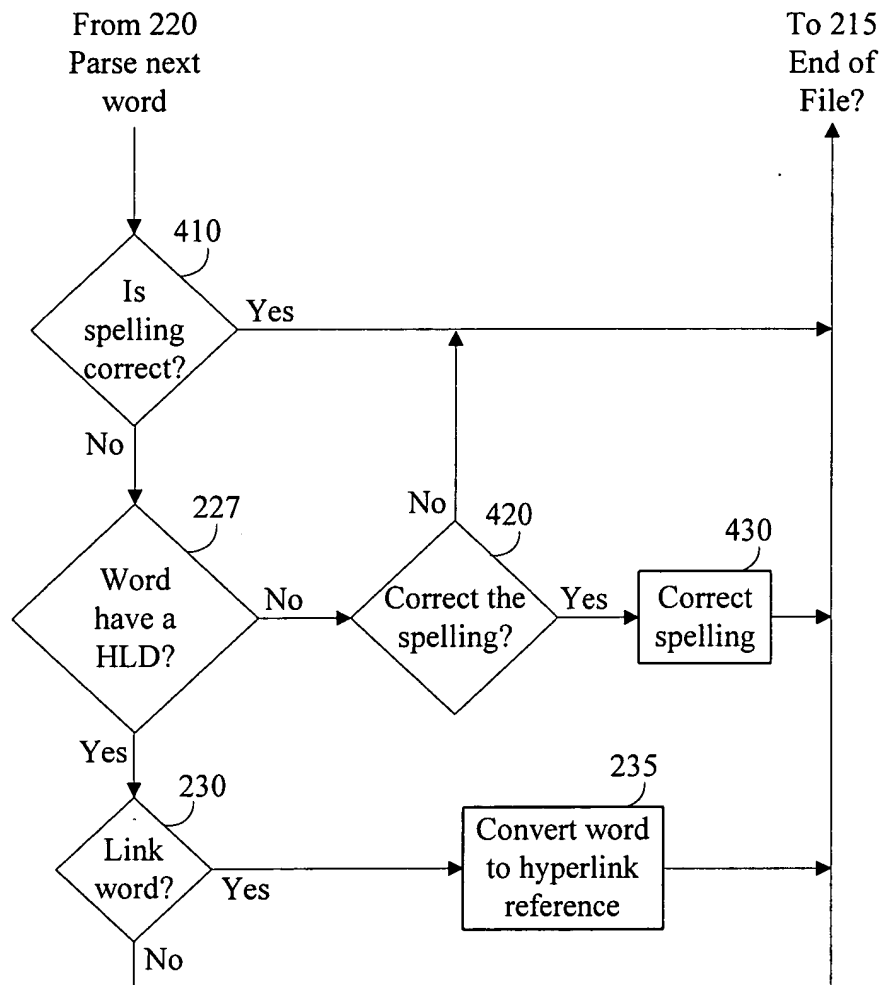 From 220
Parse next
word
To 215
End of
File?
410
Is
spelling
correct?
Yes
No
227
Word
have a
HLD?
No
No
420
Correct the
spelling?
Yes
430
Correct
spelling
Yes
230
Link
word?
Yes
235
Convert word
to hyperlink
reference
No